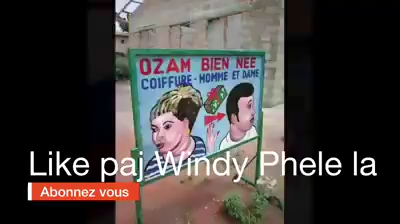 OZAM BIEN NEE
COIFFURE - HOMME ET DAME
Like paj Windy Phele la
Abonnez vous